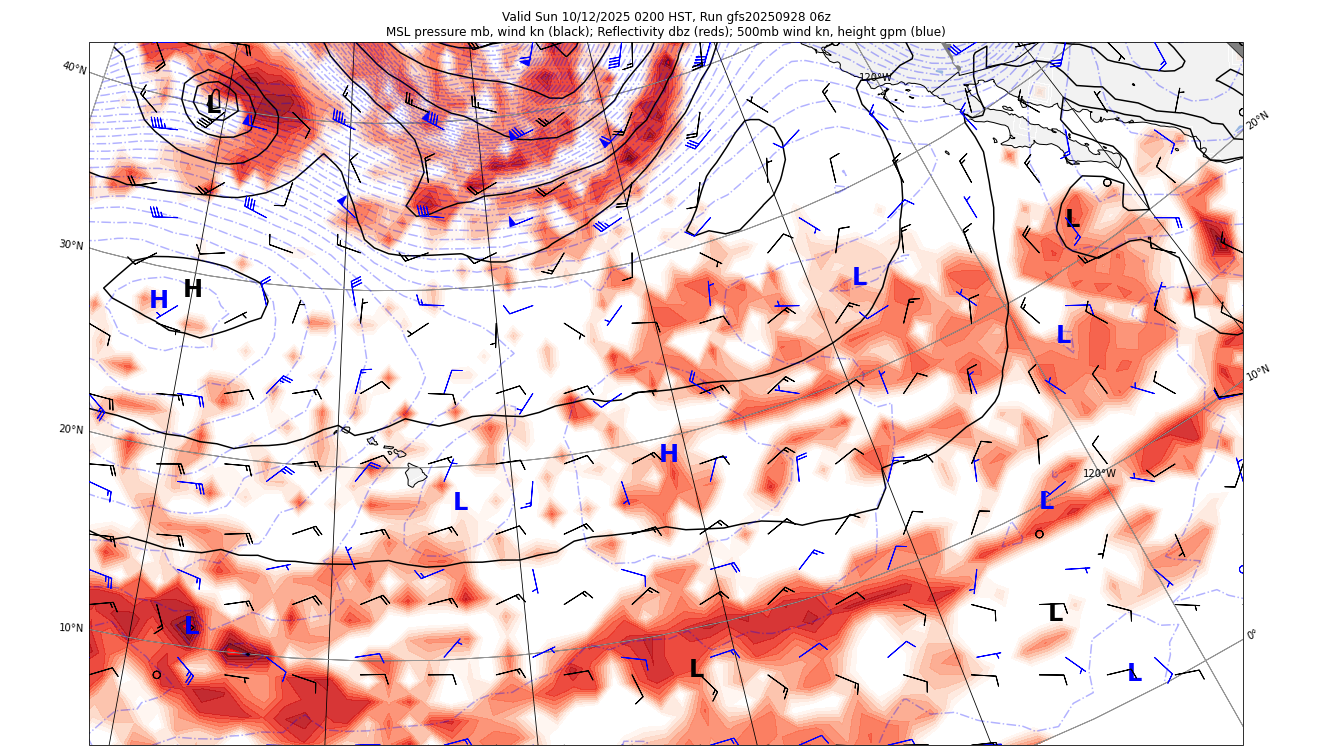 Valid Sun 10/12/2025 0200 HST, Run gfs20250928 06z
MSL pressure mb, wind kn (black); Reflectivity dbz (reds); 500mb wind kn, height gpm (blue)
40°N
120°W
L
20°N
L
30°N
L
H H
L
10°N
20°N
H
120°W
L
L
10°N
L
L
0°
L
L